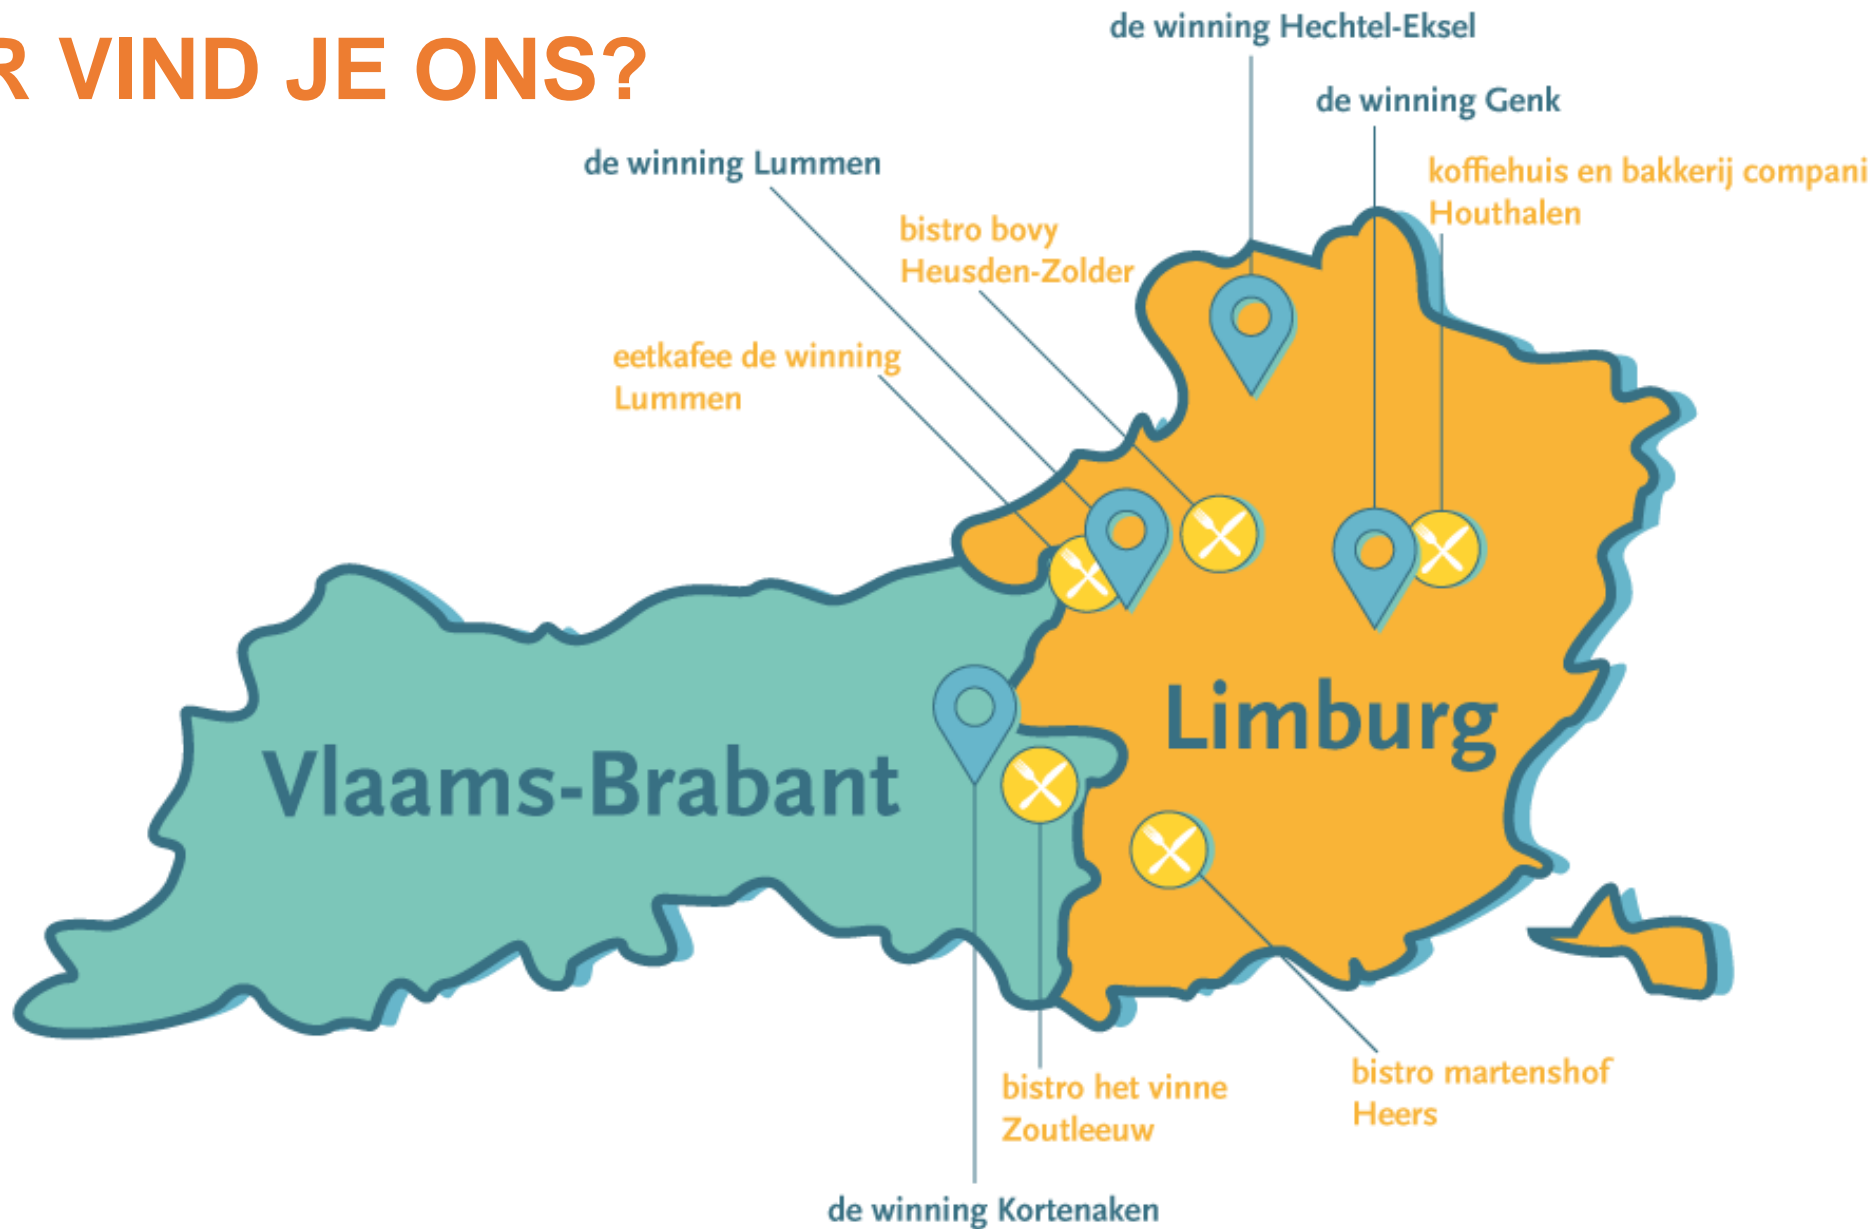 R VIND JE ONS?
de winning Hechtel-Eksel
de winning Genk
de winning Lummen
koffiehuis en bakkerij compani
Houthalen
bistro bovy
Heusden-Zolder
eetkafee de winning
Lummen
Limburg
Vlaams-Brabant
bistro het vinne
Zoutleeuw
bistro martenshof
Heers
de winning Kortenaken